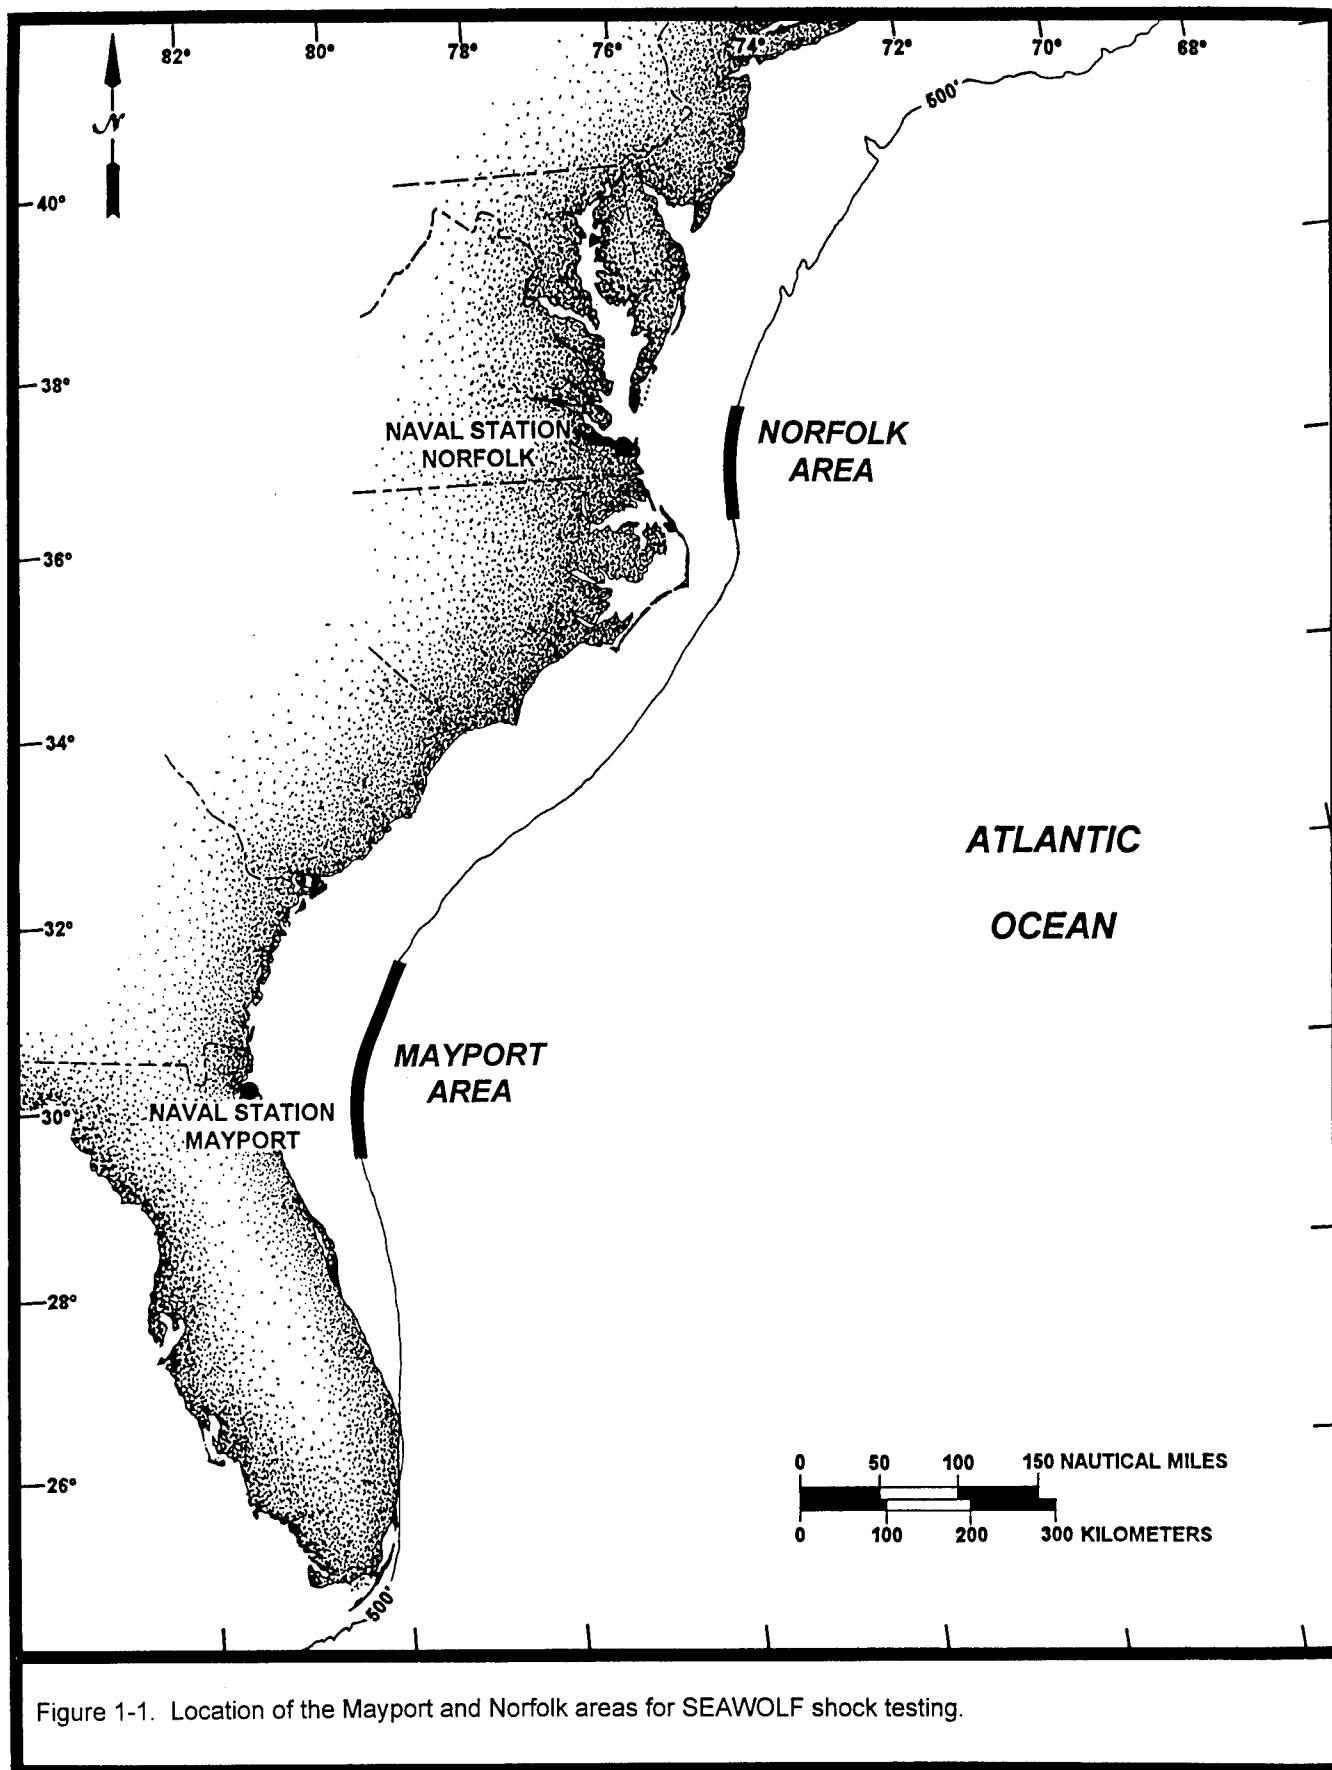 82° 80° 78° 76° 74° 72° 70° 68°
N
500'
40°
38°
NAVAL STATION
NORFOLK
NORFOLK
AREA
36°
34°
ATLANTIC
OCEAN
32°
MAYPORT
AREA
30°
NAVAL STATION
MAYPORT
28°
26°
0 50 100 150 NAUTICAL MILES
0 100 200 300 KILOMETERS
500'
Figure 1-1. Location of the Mayport and Norfolk areas for SEAWOLF shock testing.